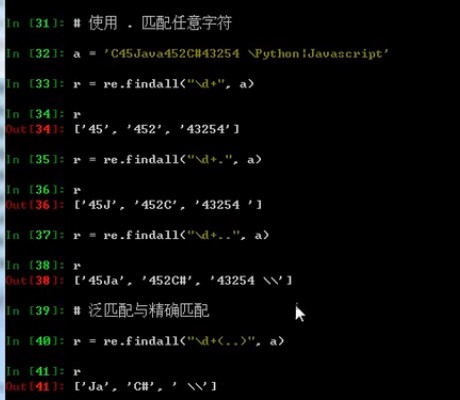 In [31]: # 使用 . 匹配任意字符
In [32]: a = 'C45Java452C#43254 \Python|Javascript'
In [33]: r = re.findall("\d+", a)
In [34]: r
Out[34]: ['45', '452', '43254']
In [35]: r = re.findall("\d+.", a)
In [36]: r
Out[36]: ['45J', '452C', '43254 ']
In [37]: r = re.findall("\d+..", a)
In [38]: r
Out[38]: ['45Ja', '452C#', '43254 \\']
In [39]: # 泛匹配与精确匹配
In [40]: r = re.findall("\d+(..)", a)
In [41]: r
Out[41]: ['Ja', 'C#', ' \\']